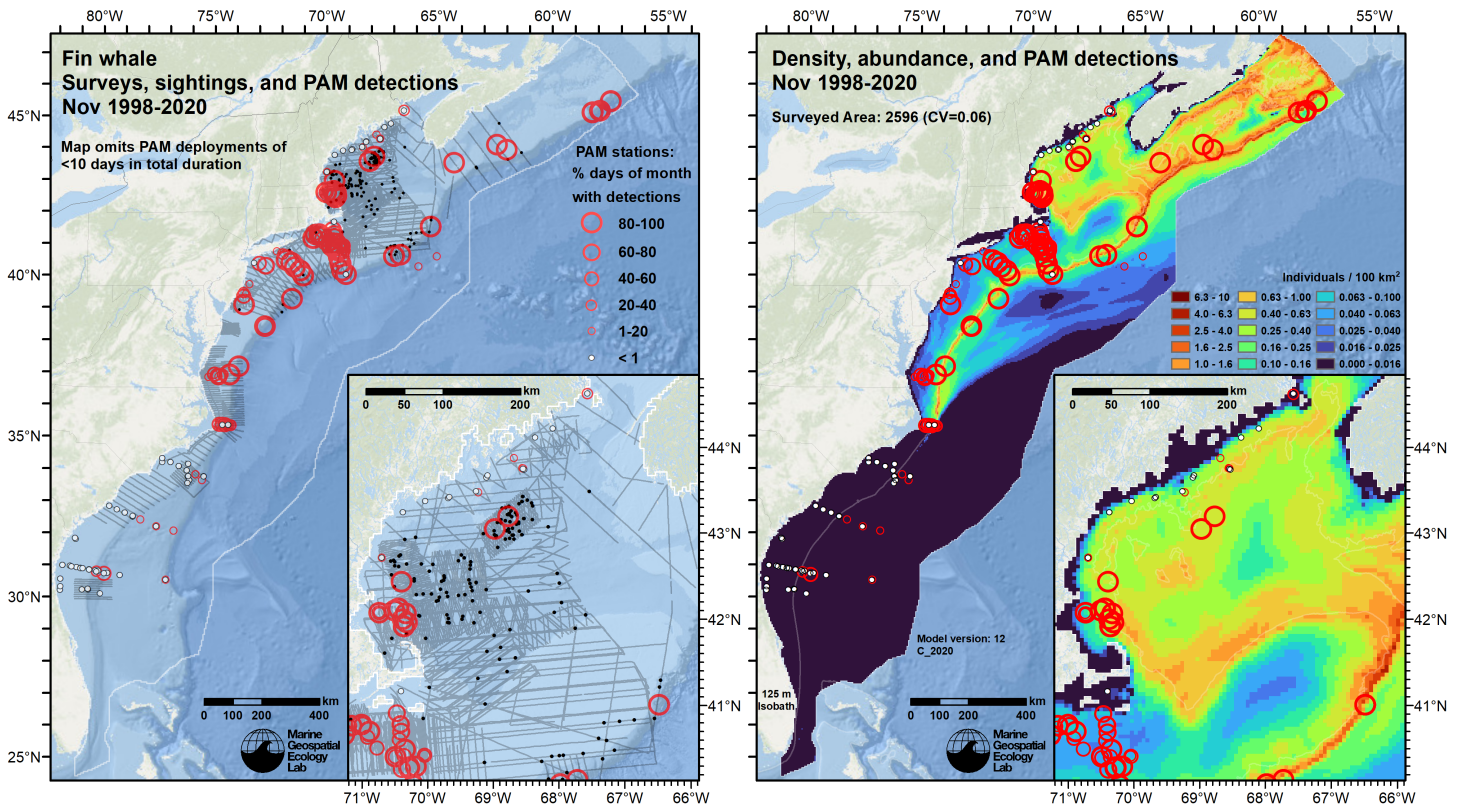 80°W 75°W 70°W 65°W 60°W 55°W
Fin whale
Surveys, sightings, and PAM detections
Nov 1998-2020
Map omits PAM deployments of
<10 days in total duration
PAM stations:
% days of month
with detections
80-100
60-80
40-60
20-40
1-20
< 1
45°N
40°N
35°N
30°N
25°N
km
0 50 100 200
44°N
43°N
42°N
41°N
km
0 100 200 400
Marine
Geospatial
Ecology
Lab
71°W 70°W 69°W 68°W 67°W 66°W
80°W 75°W 70°W 65°W 60°W 55°W
Density, abundance, and PAM detections
Nov 1998-2020
Surveyed Area: 2596 (CV=0.06)
Individuals / 100 km2
6.3 - 10 0.63 - 1.00 0.063 - 0.100
4.0 - 6.3 0.40 - 0.63 0.040 - 0.063
2.5 - 4.0 0.25 - 0.40 0.025 - 0.040
1.6 - 2.5 0.16 - 0.25 0.016 - 0.025
1.0 - 1.6 0.10 - 0.16 0.000 - 0.016
km
0 50 100 200
44°N
43°N
42°N
41°N
Model version: 12
C_2020
125 m
Isobath
km
0 100 200 400
Marine
Geospatial
Ecology
Lab
71°W 70°W 69°W 68°W 67°W 66°W